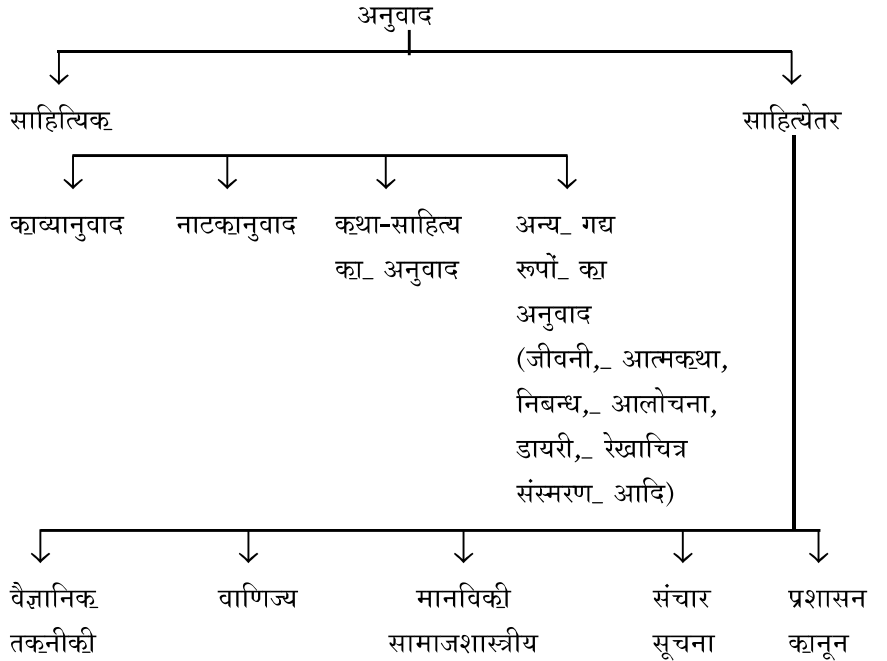 अनुवाद
साहित्यिक साहित्येतर
काव्यानुवाद नाटकानुवाद कथा-साहित्य अन्य_ गद्य
का_ अनुवाद रूपों_ का
अनुवाद
(जीवनी,_ आत्मकथा,
निबन्ध,_ आलोचना,
डायरी,_ रेखाचित्र
संस्मरण_ आदि)
वैज्ञानिक वाणिज्य मानविकी संचार प्रशासन
तकनीकी सामाजशास्त्रीय सूचना कानून